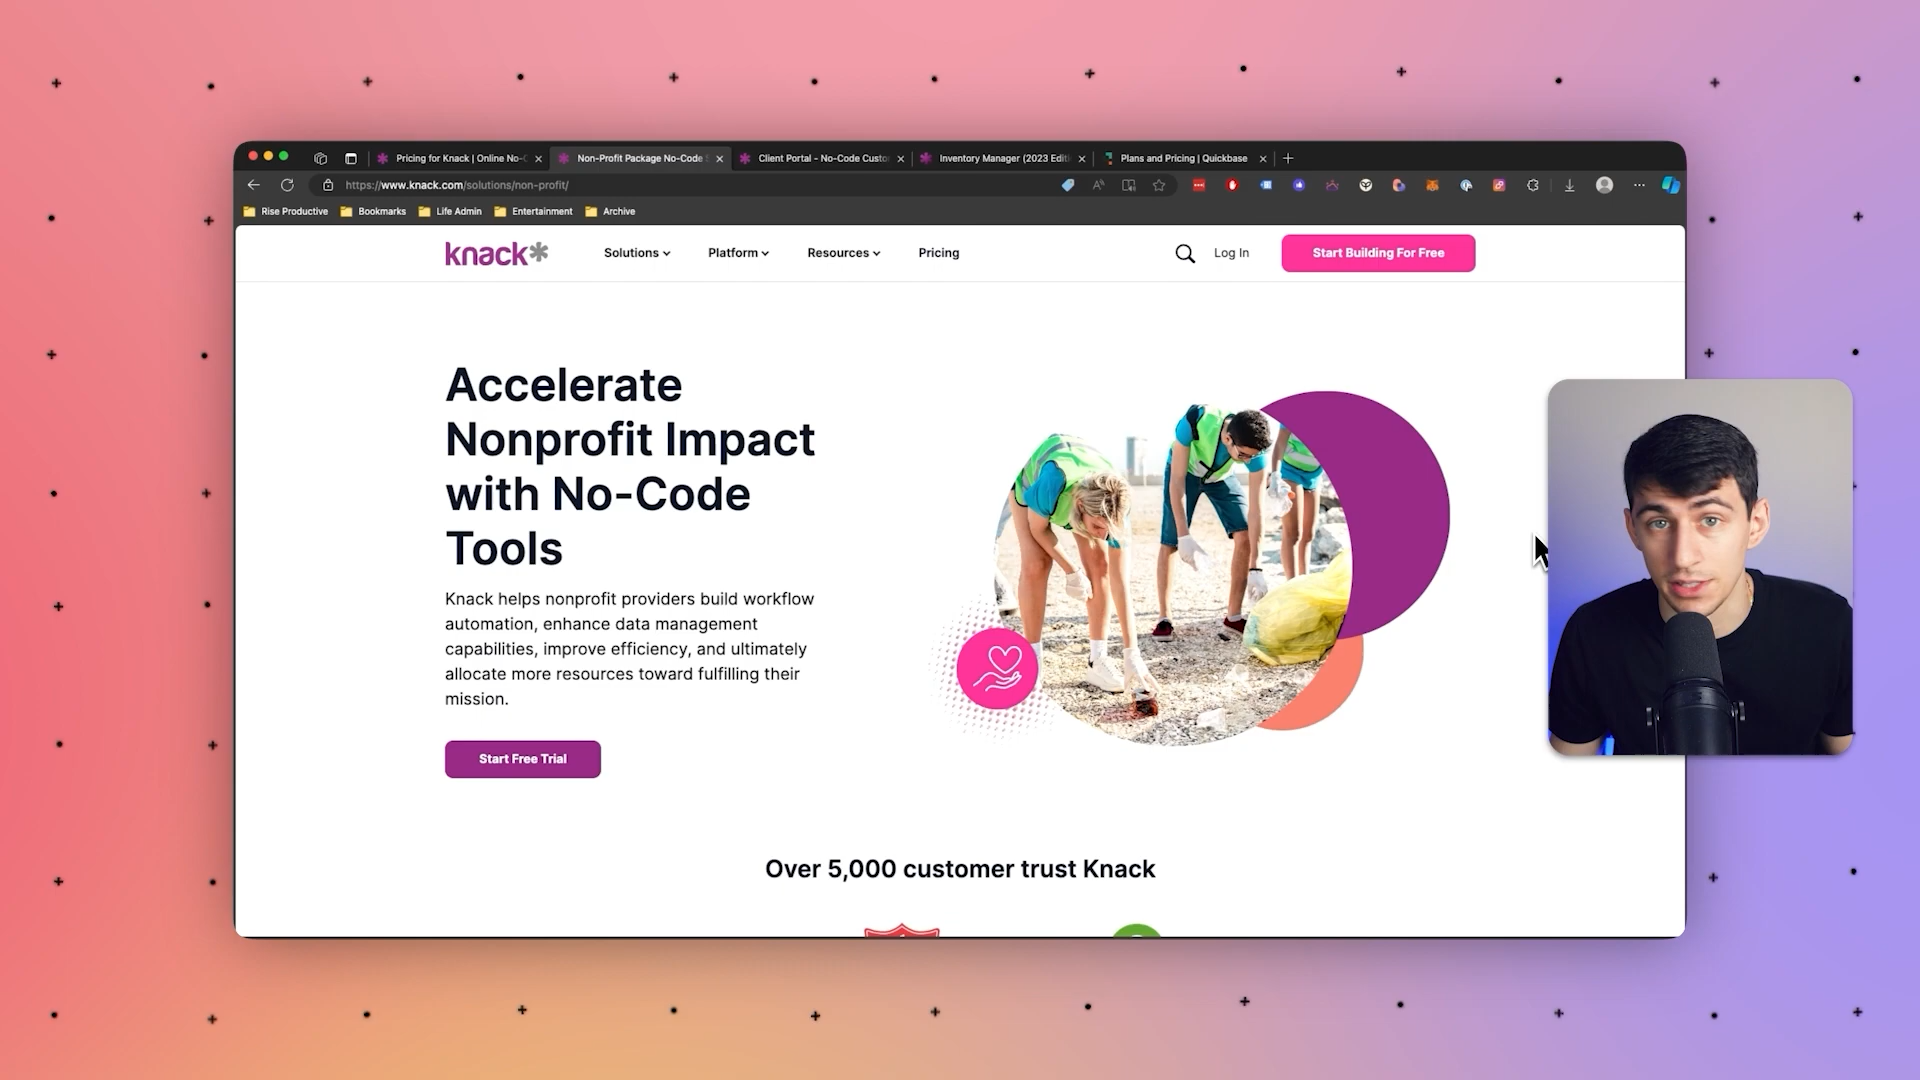 Pricing for Knack | Online No-C
Non-Profit Package No-Code
Client Portal - No-Code Custo
Inventory Manager (2023 Editi
Plans and Pricing | Quickbase
https://www.knack.com/solutions/non-profit/
Rise Productive
Bookmarks
Life Admin
Entertainment
Archive
knack*
Solutions
Platform
Resources
Pricing
Log In
Start Building For Free
Accelerate
Nonprofit Impact
with No-Code
Tools
Knack helps nonprofit providers build workflow
automation, enhance data management
capabilities, improve efficiency, and ultimately
allocate more resources toward fulfilling their
mission.
Start Free Trial
Over 5,000 customer trust Knack